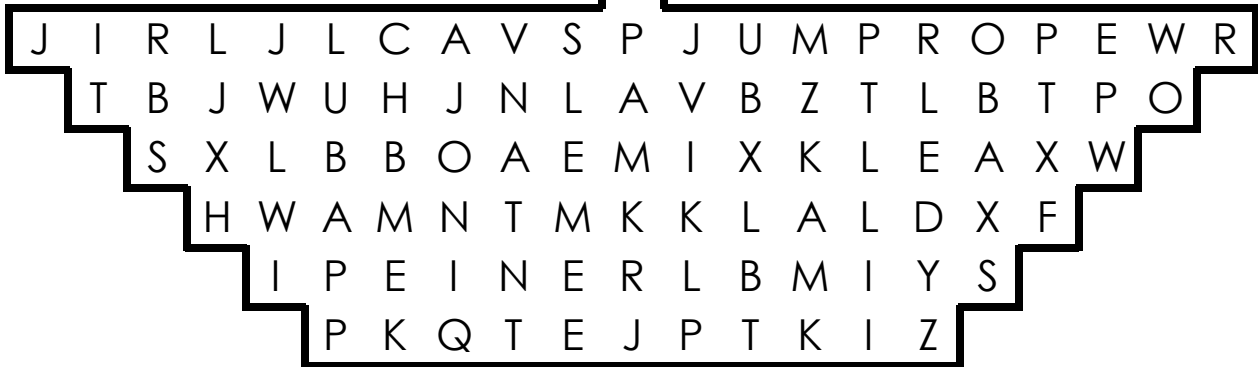 J I R L J L C A V S P J U M P R O P E W R
T B J W U H J N L A V B Z T L B T P O
S X L B B O A E M I X K L E A X W
H W A M N T M K K L A L D X F
I P E I N E R L B M I Y S
P K Q T E J P T K I Z